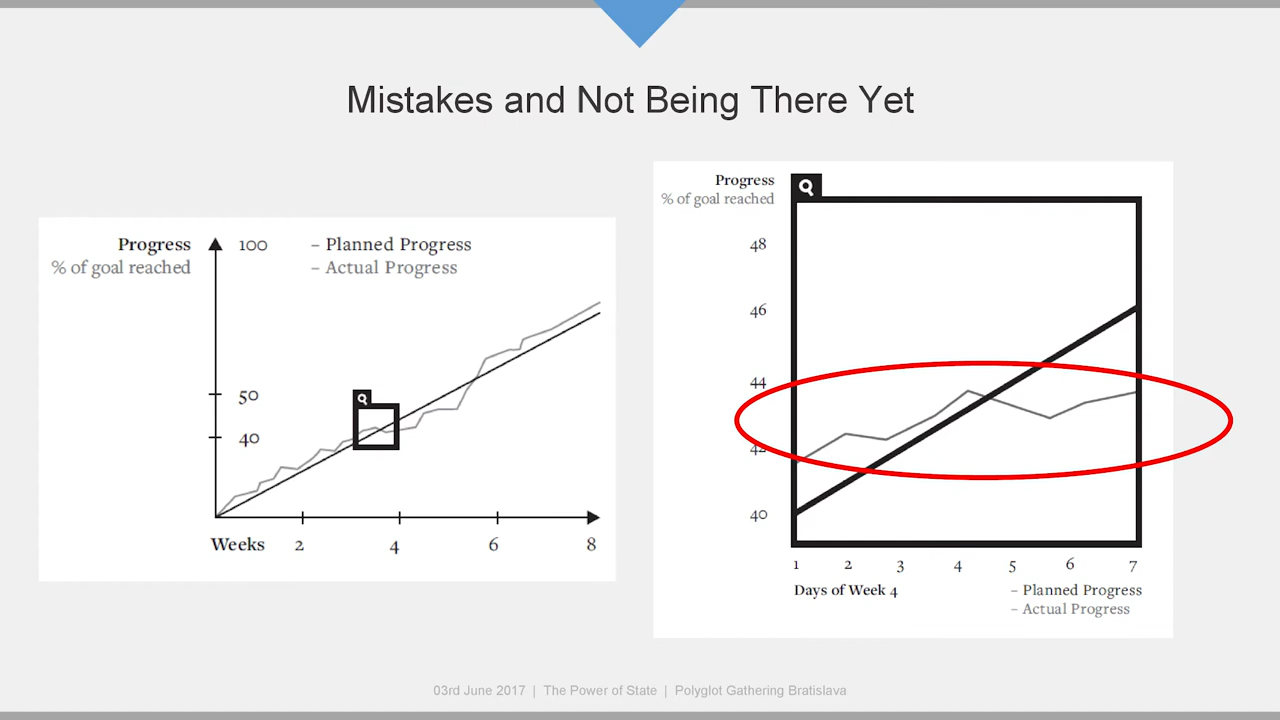 Mistakes and Not Being There Yet
Progress
% of goal reached
100
– Planned Progress
– Actual Progress
50
40
Weeks 2 4 6 8
Progress
% of goal reached
48
46
44
42
40
1 2 3 4 5 6 7
Days of Week 4
– Planned Progress
– Actual Progress
03rd June 2017 | The Power of State | Polyglot Gathering Bratislava